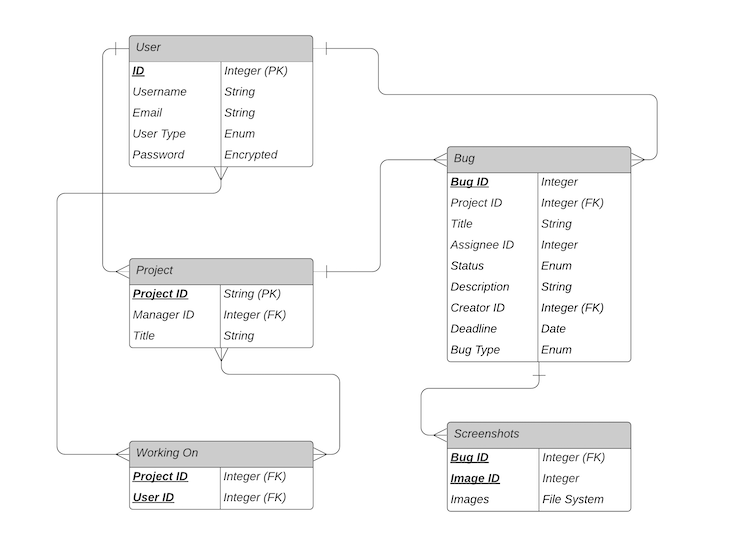 User
ID Integer (PK)
Username String
Email String
User Type Enum
Password Encrypted
Bug
Bug ID Integer
Project ID Integer (FK)
Title String
Assignee ID Integer
Status Enum
Description String
Creator ID Integer (FK)
Deadline Date
Bug Type Enum
Project
Project ID String (PK)
Manager ID Integer (FK)
Title String
Working On
Project ID Integer (FK)
User ID Integer (FK)
Screenshots
Bug ID Integer (FK)
Image ID Integer
Images File System